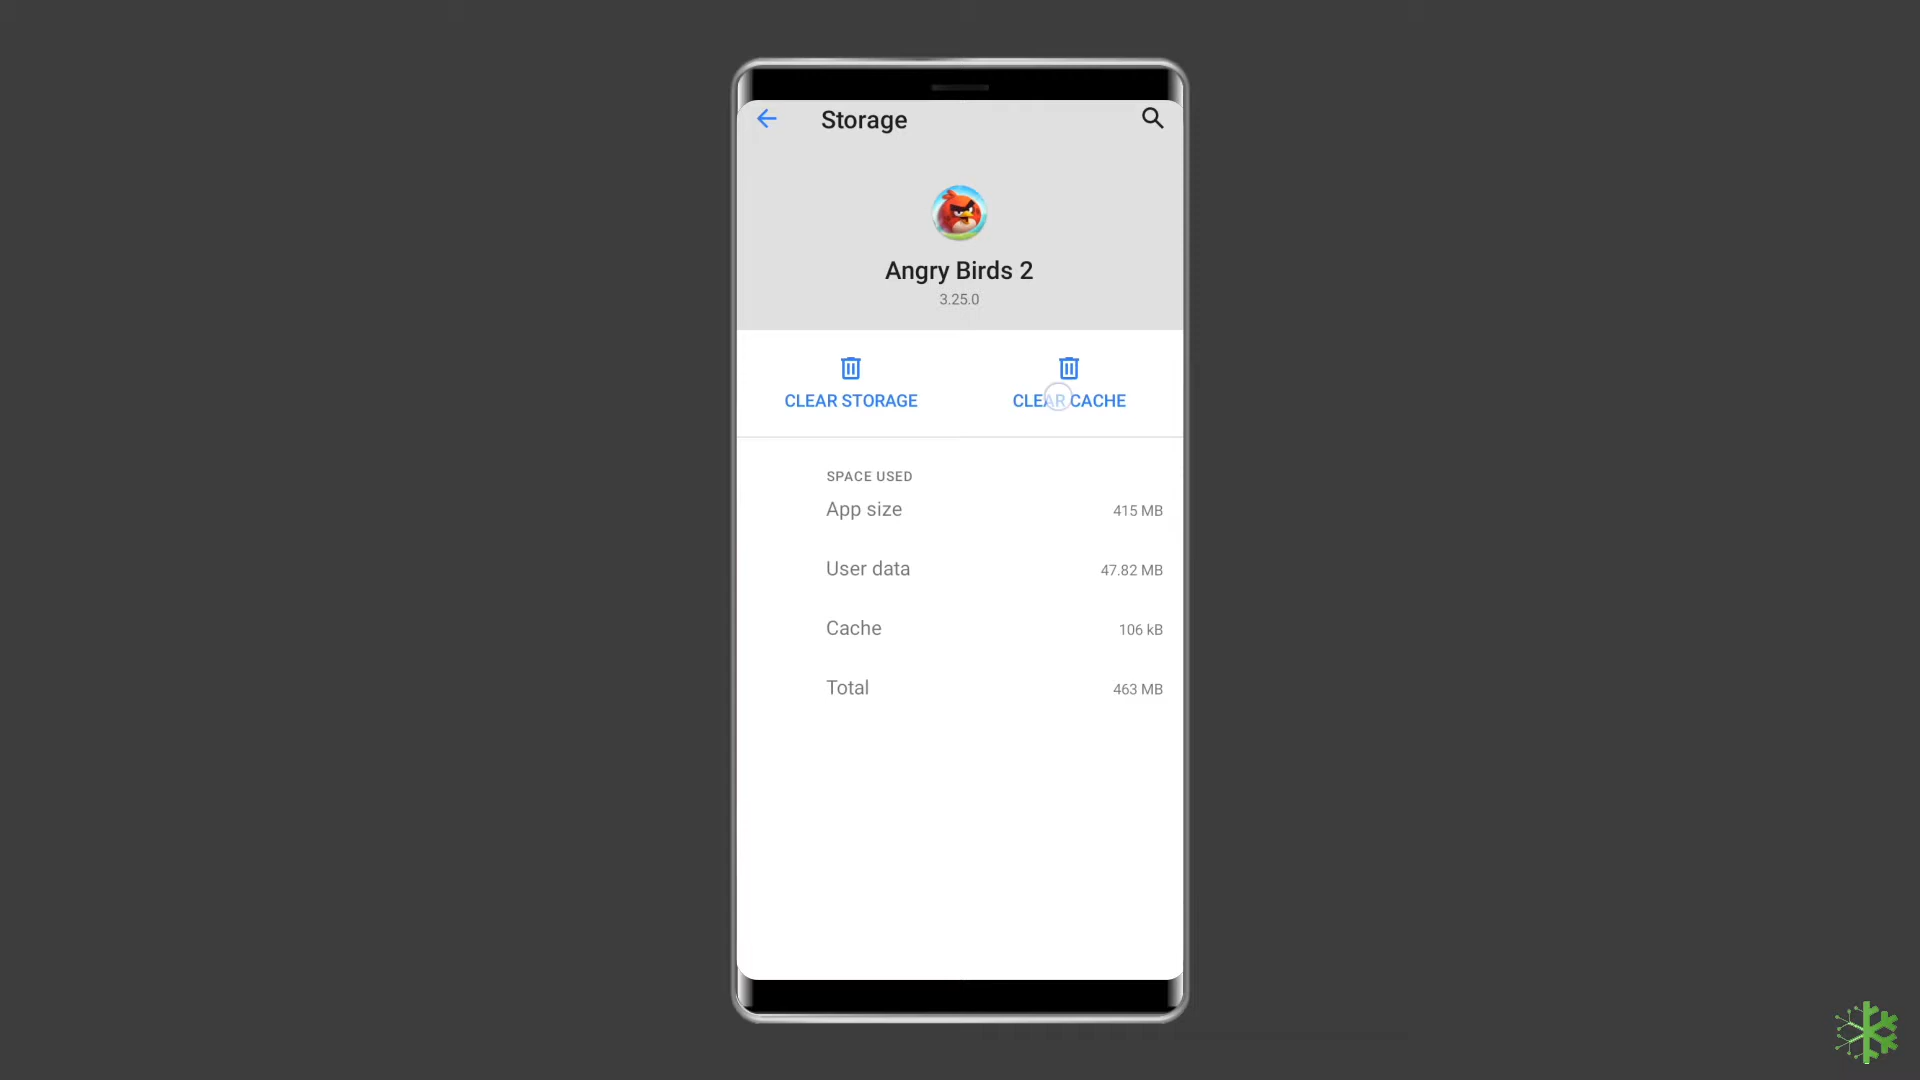 Storage
Angry Birds 2
3.25.0
CLEAR STORAGE
CLEAR CACHE
SPACE USED
App size
415 MB
User data
47.82 MB
Cache
106 kB
Total
463 MB